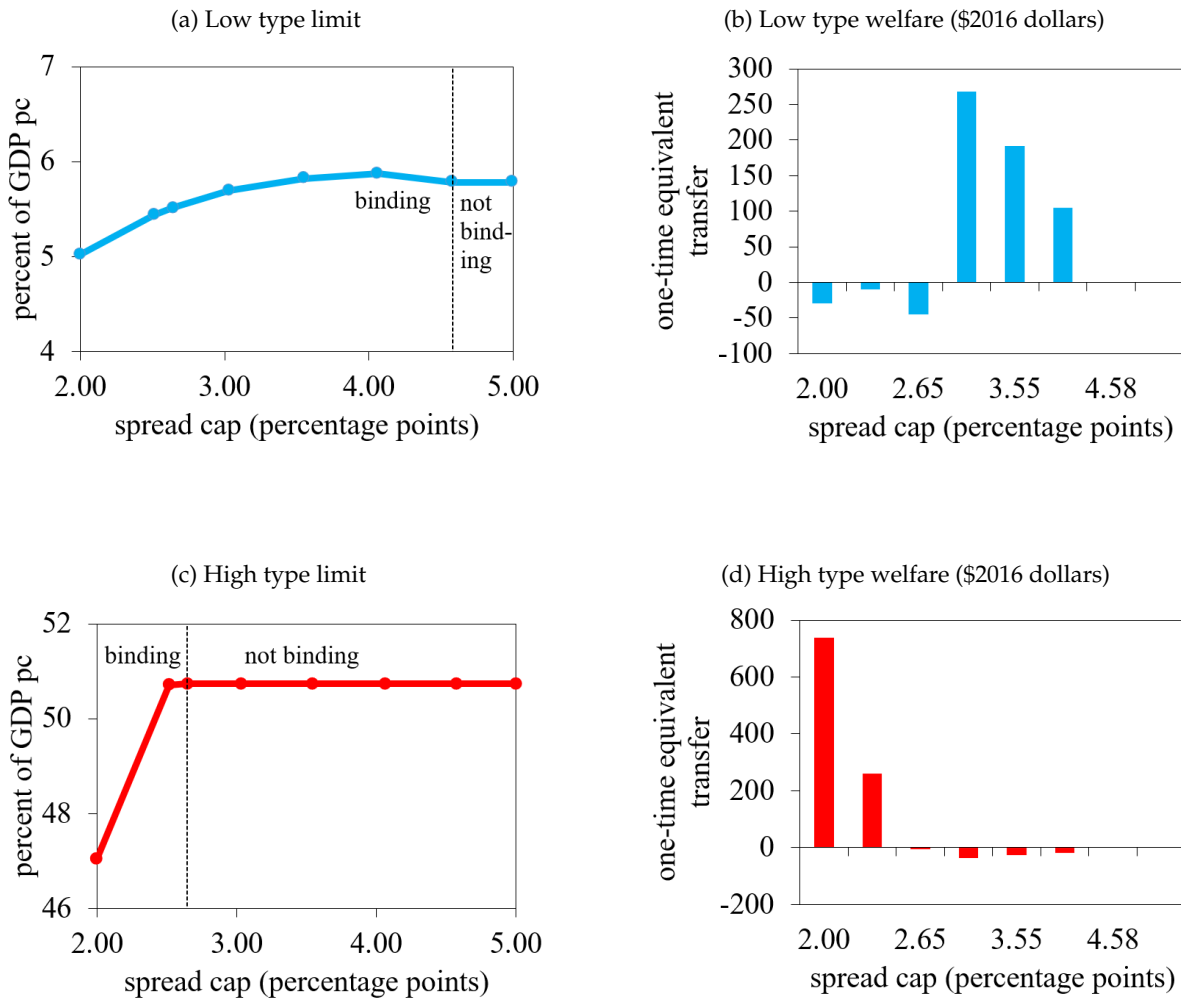 (a) Low type limit
percent of GDP pc
7
6
5
4
binding
not
bind-
ing
2.00 3.00 4.00 5.00
spread cap (percentage points)
(b) Low type welfare ($2016 dollars)
one-time equivalent
transfer
300
250
200
150
100
50
0
-50
-100
2.00 2.65 3.55 4.58
spread cap (percentage points)
(c) High type limit
percent of GDP pc
52
50
48
46
binding
not binding
2.00 3.00 4.00 5.00
spread cap (percentage points)
(d) High type welfare ($2016 dollars)
one-time equivalent
transfer
800
600
400
200
0
-200
2.00 2.65 3.55 4.58
spread cap (percentage points)